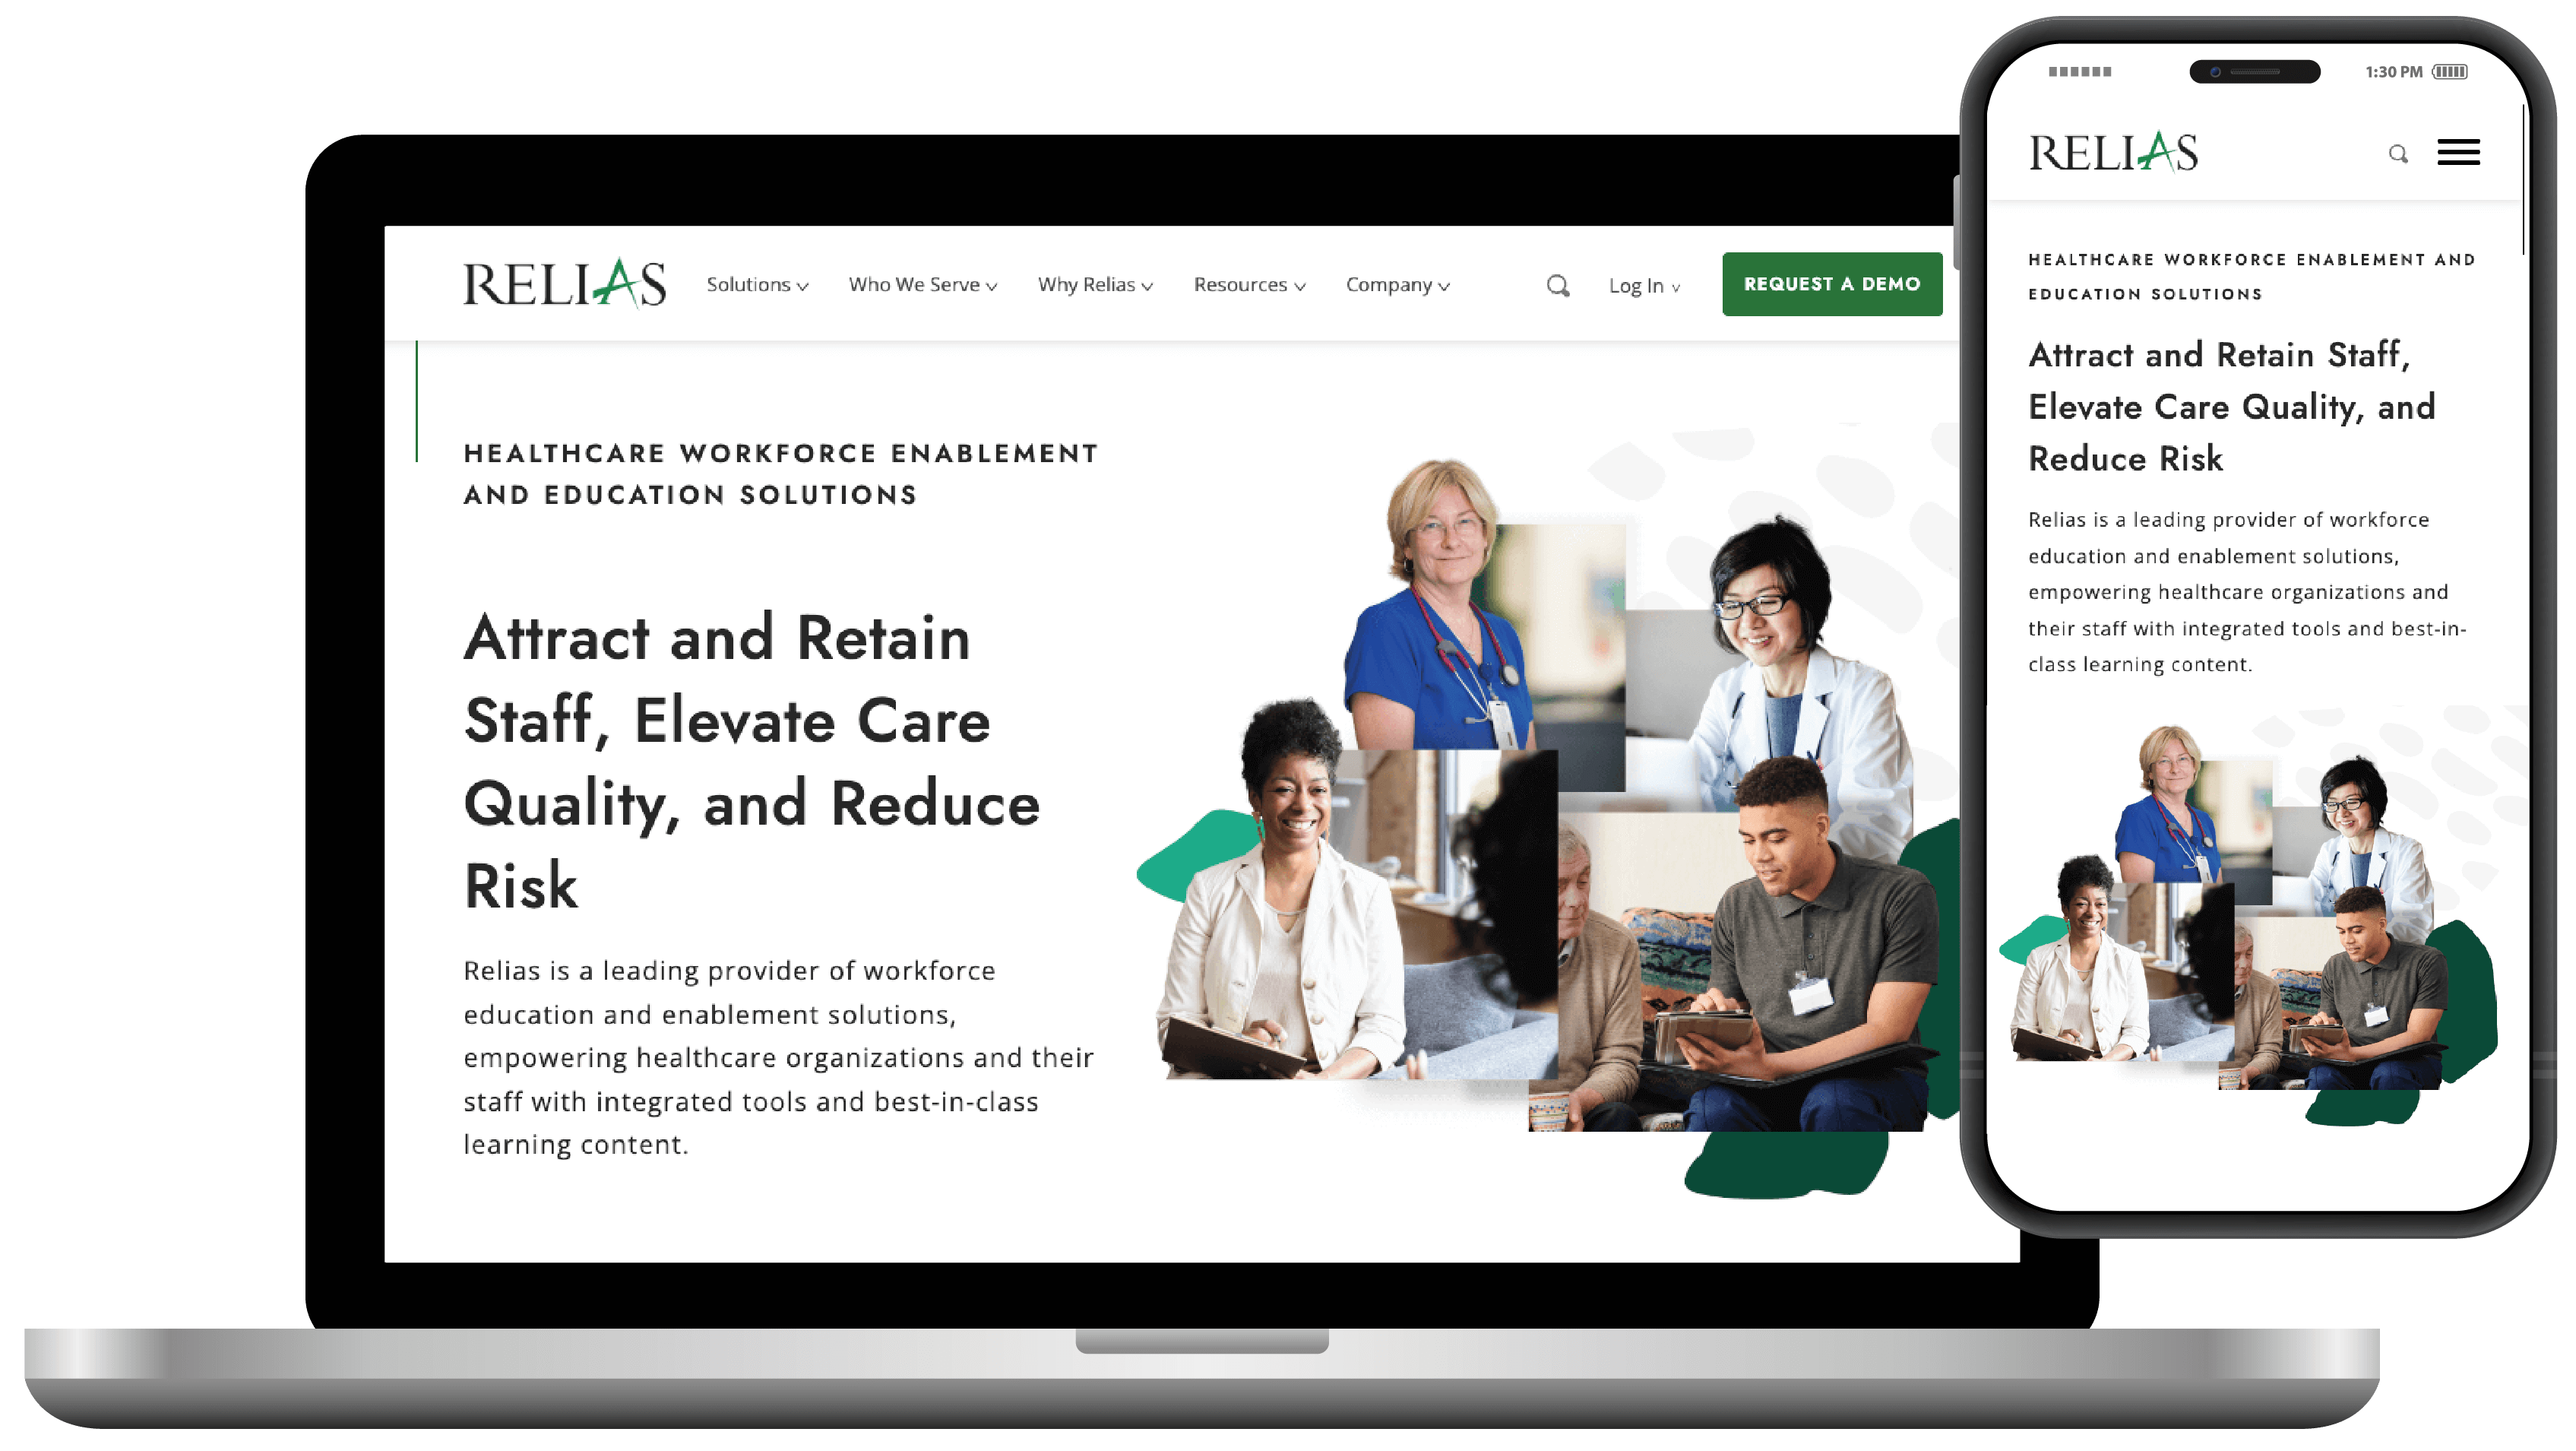 RELIAS
Solutions
Who We Serve
Why Relias
Resources
Company
Log In
REQUEST A DEMO
HEALTHCARE WORKFORCE ENABLEMENT
AND EDUCATION SOLUTIONS
Attract and Retain
Staff, Elevate Care
Quality, and Reduce
Risk
Relias is a leading provider of workforce
education and enablement solutions,
empowering healthcare organizations and their
staff with integrated tools and best-in-class
learning content.
1:30 PM
RELIAS
HEALTHCARE WORKFORCE ENABLEMENT AND
EDUCATION SOLUTIONS
Attract and Retain Staff,
Elevate Care Quality, and
Reduce Risk
Relias is a leading provider of workforce
education and enablement solutions,
empowering healthcare organizations and
their staff with integrated tools and best-in-
class learning content.